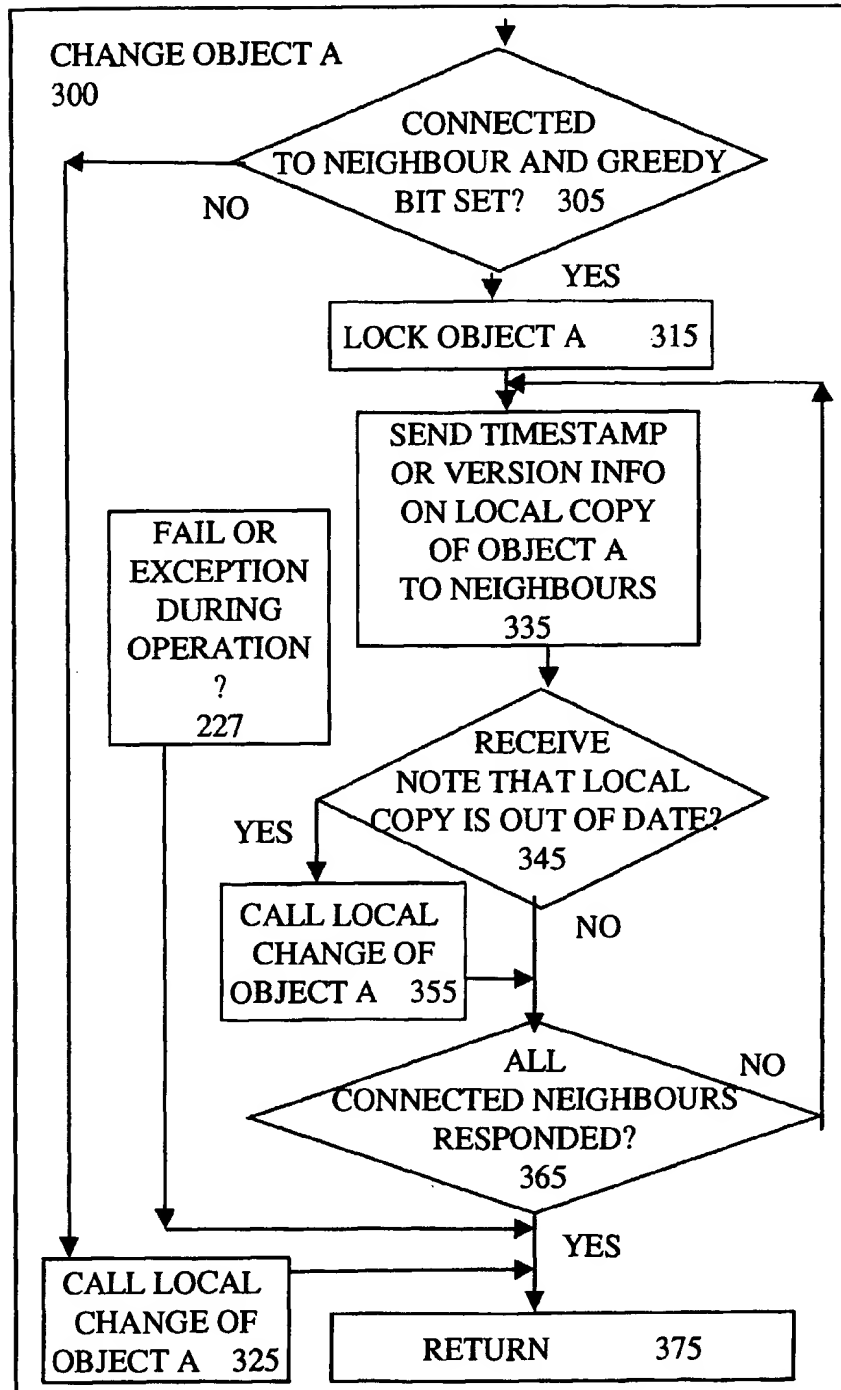 CHANGE OBJECT A
300
CONNECTED
TO NEIGHBOUR AND GREEDY
BIT SET? 305
NO
YES
LOCK OBJECT A 315
SEND TIMESTAMP
OR VERSION INFO
ON LOCAL COPY
OF OBJECT A
TO NEIGHBOURS
335
FAIL OR
EXCEPTION
DURING
OPERATION
?
227
RECEIVE
NOTE THAT LOCAL
COPY IS OUT OF DATE?
345
YES
NO
CALL LOCAL
CHANGE OF
OBJECT A 355
ALL
CONNECTED NEIGHBOURS
RESPONDED?
365
NO
YES
CALL LOCAL
CHANGE OF
OBJECT A 325
RETURN 375